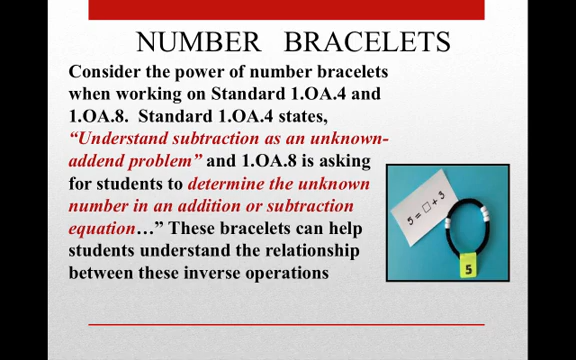 NUMBER BRACELETS
Consider the power of number bracelets
when working on Standard 1.OA.4 and
1.OA.8. Standard 1.OA.4 states,
“Understand subtraction as an unknown-
addend problem” and 1.OA.8 is asking
for students to determine the unknown
number in an addition or subtraction
equation…” These bracelets can help
students understand the relationship
between these inverse operations
5 = □ + 3
5